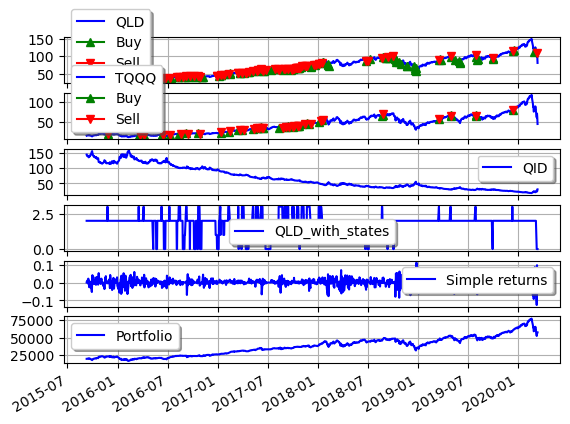 QLD
Buy
Sell
150
100
50
TQQQ
Buy
Sell
100
50
150
100
50
QID
2.5
0.0
QLD_with_states
0.1
0.0
−0.1
Simple returns
75000
50000
25000
Portfolio
2015-07
2016-01
2016-07
2017-01
2017-07
2018-01
2018-07
2019-01
2019-07
2020-01